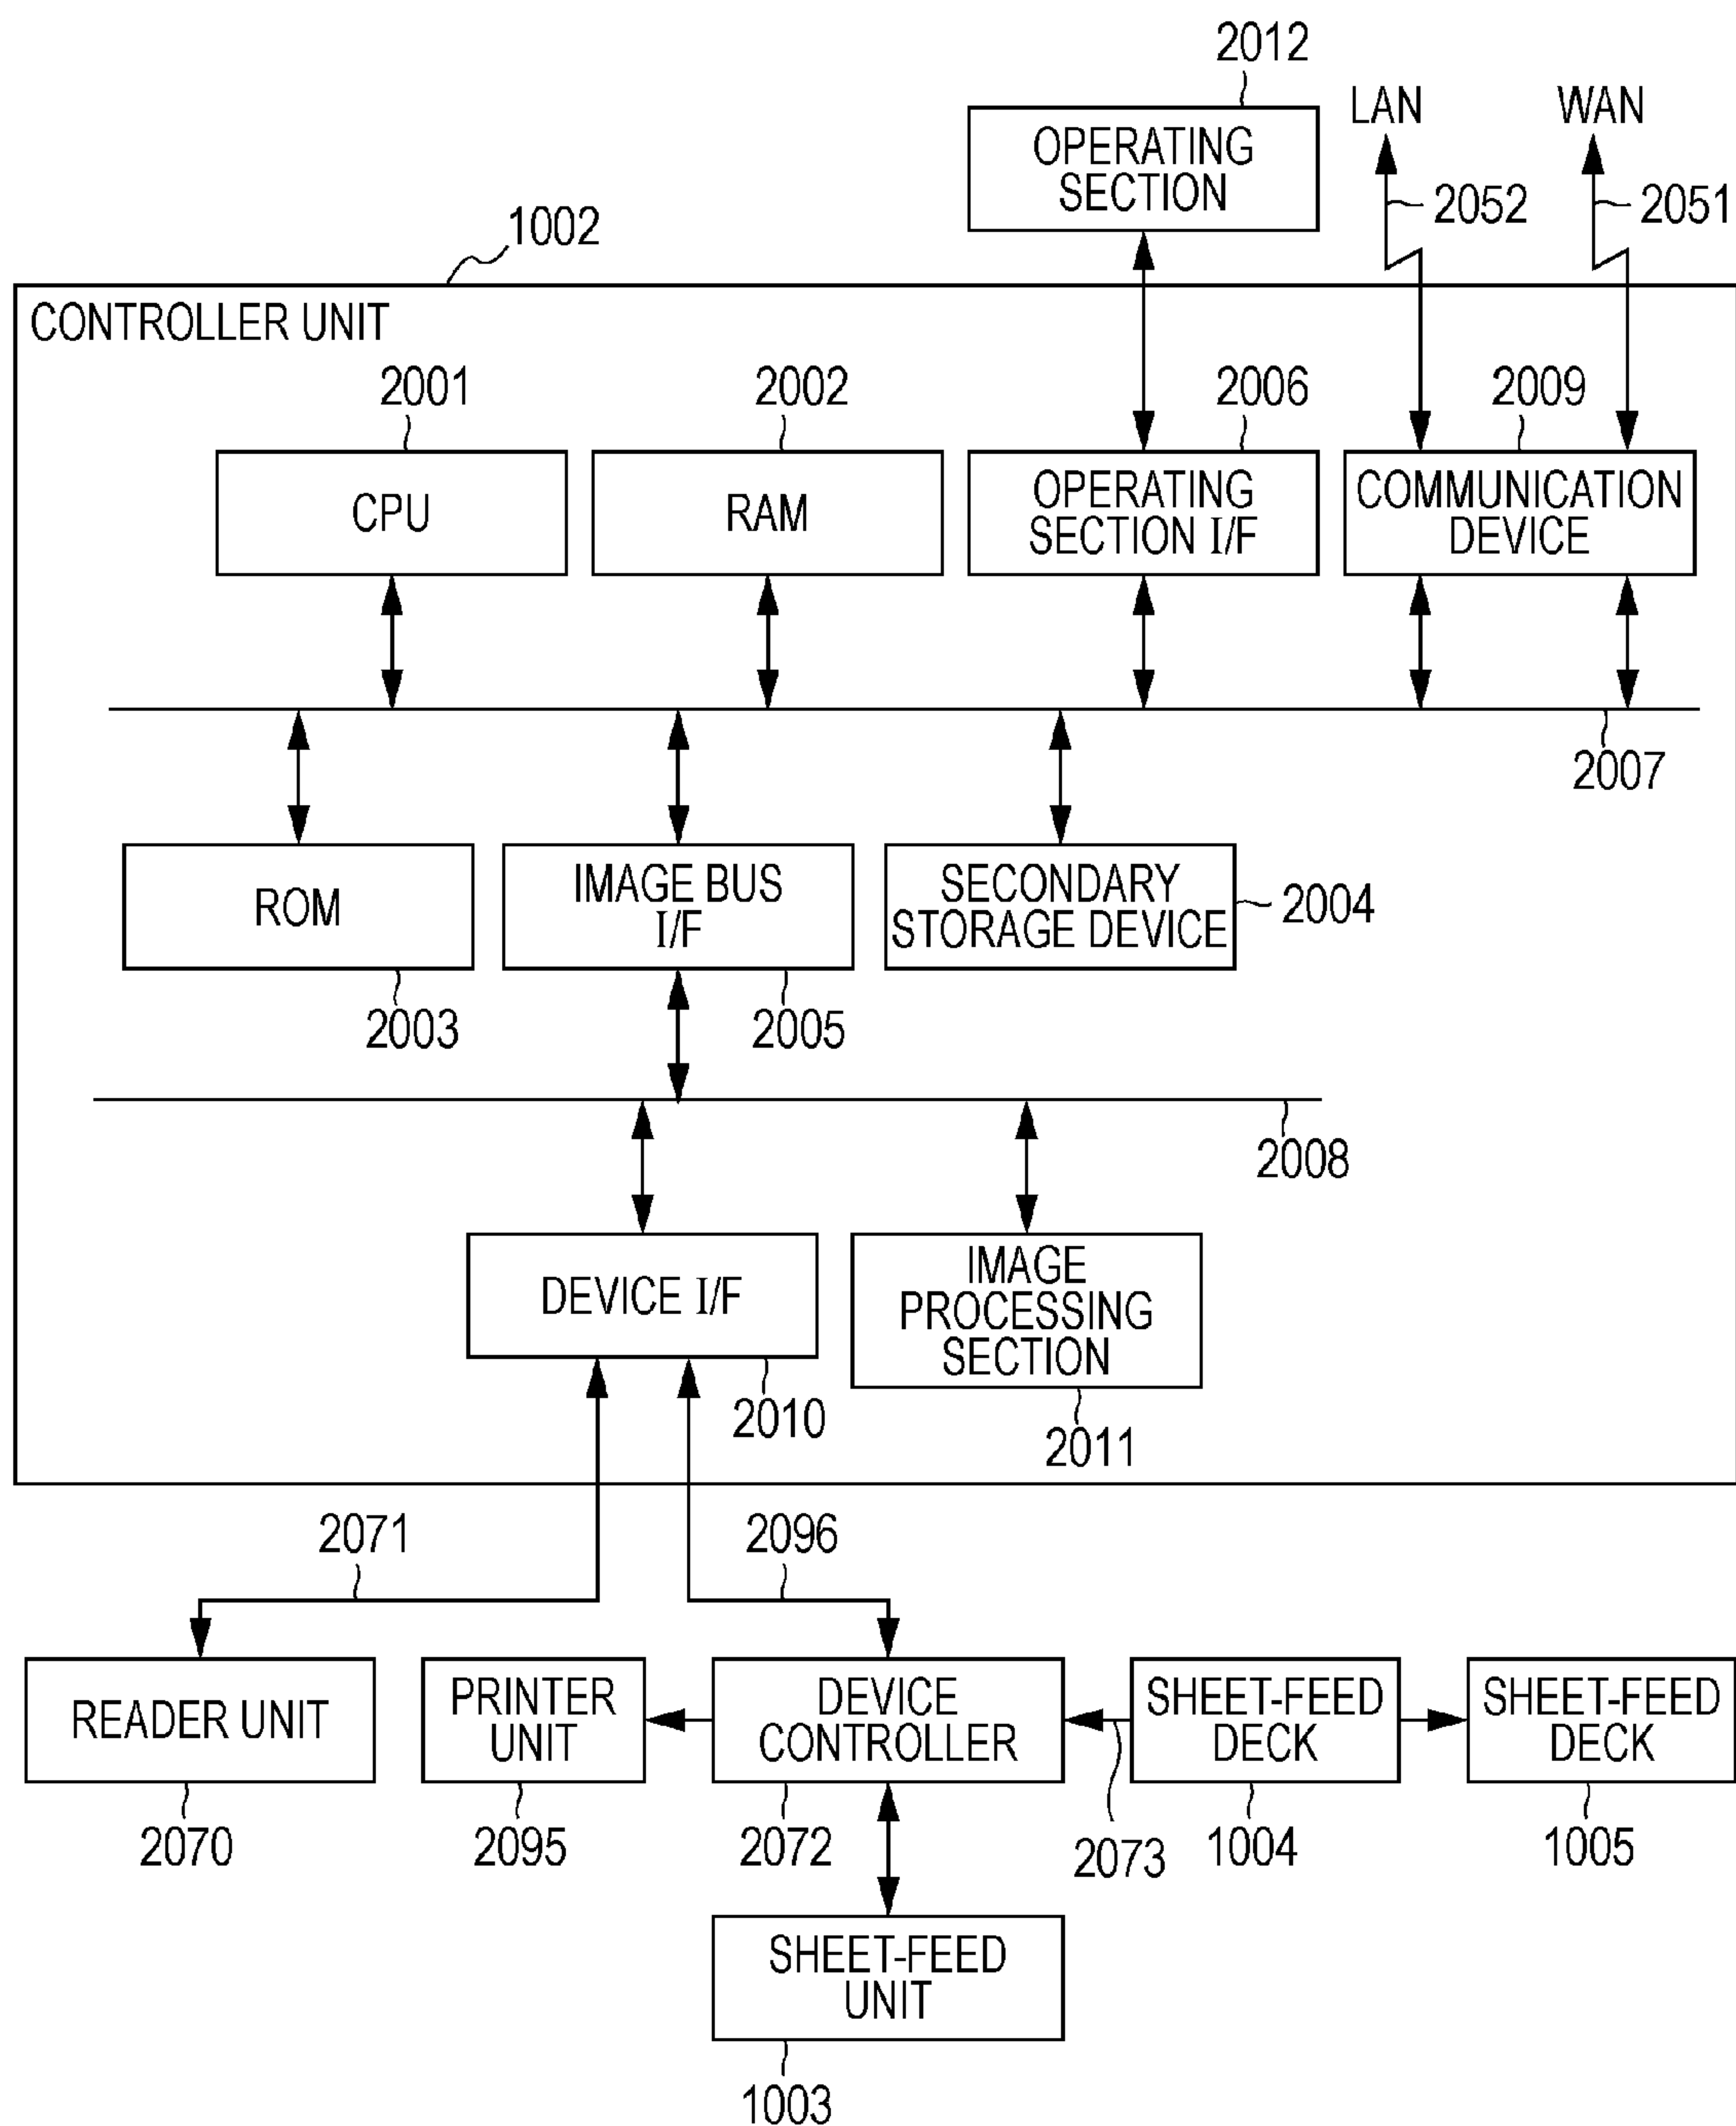 2012
LAN
WAN
OPERATING
SECTION
2052
2051
1002
CONTROLLER UNIT
2001
2002
2006
2009
CPU
RAM
OPERATING
SECTION I/F
COMMUNICATION
DEVICE
2007
ROM
IMAGE BUS
I/F
SECONDARY
STORAGE DEVICE
2004
2003
2005
2008
DEVICE I/F
IMAGE
PROCESSING
SECTION
2010
2011
2071
2096
READER UNIT
PRINTER
UNIT
DEVICE
CONTROLLER
SHEET-FEED
DECK
SHEET-FEED
DECK
2070
2095
2072
2073
1004
1005
SHEET-FEED
UNIT
1003